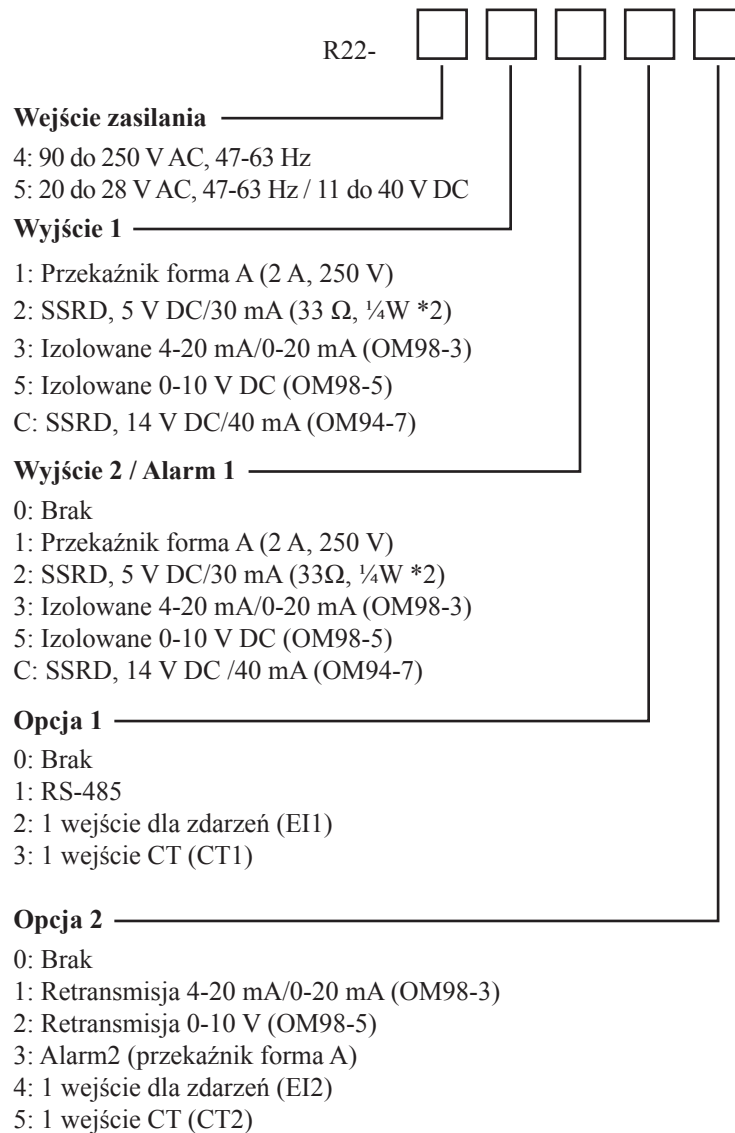 R22-
Wejście zasilania
4: 90 do 250 V AC, 47-63 Hz
5: 20 do 28 V AC, 47-63 Hz / 11 do 40 V DC
Wyjście 1
1: Przekaźnik forma A (2 A, 250 V)
2: SSRD, 5 V DC/30 mA (33 Ω, ¼W *2)
3: Izolowane 4-20 mA/0-20 mA (OM98-3)
5: Izolowane 0-10 V DC (OM98-5)
C: SSRD, 14 V DC/40 mA (OM94-7)
Wyjście 2 / Alarm 1
0: Brak
1: Przekaźnik forma A (2 A, 250 V)
2: SSRD, 5 V DC/30 mA (33Ω, ¼W *2)
3: Izolowane 4-20 mA/0-20 mA (OM98-3)
5: Izolowane 0-10 V DC (OM98-5)
C: SSRD, 14 V DC /40 mA (OM94-7)
Opcja 1
0: Brak
1: RS-485
2: 1 wejście dla zdarzeń (EI1)
3: 1 wejście CT (CT1)
Opcja 2
0: Brak
1: Retransmisja 4-20 mA/0-20 mA (OM98-3)
2: Retransmisja 0-10 V (OM98-5)
3: Alarm2 (przekaźnik forma A)
4: 1 wejście dla zdarzeń (EI2)
5: 1 wejście CT (CT2)